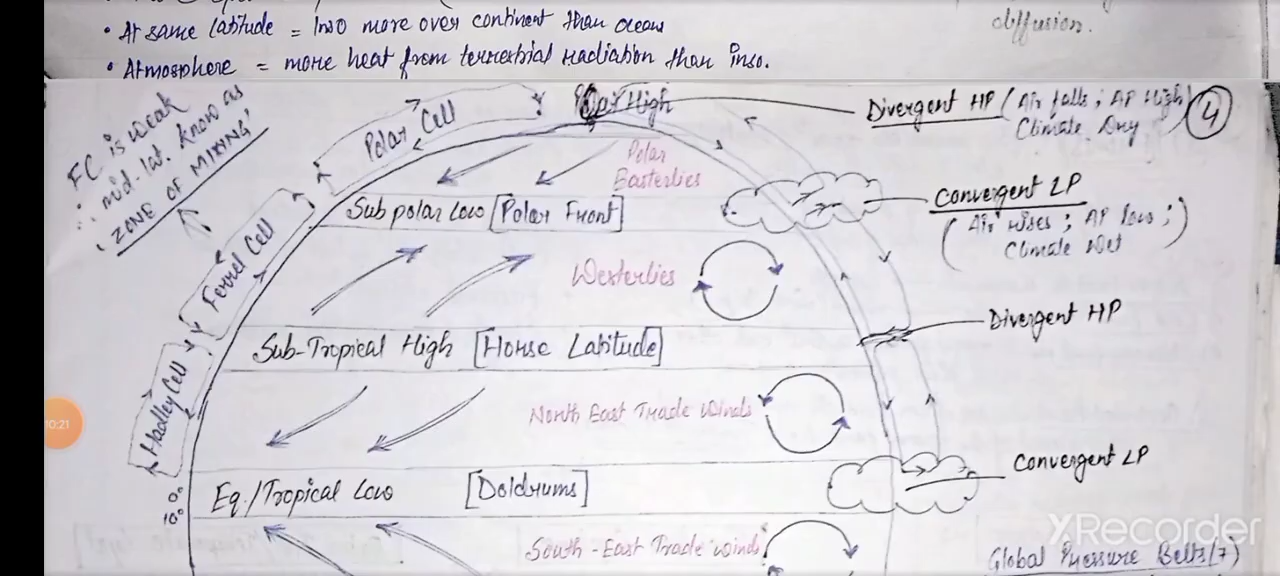 • At same latitude = Inso more over continent than oceans
diffusion.
• Atmosphere = more heat from terrestrial radiation than inso.
FC is weak
∴ mid-lat. know as
'ZONE OF MIXING'
Polar Cell
Ferrel Cell
Hadley Cell
Polar High
Divergent HP (Air falls; AP High)
Climate Dry
4
Polar
Easterlies
Sub polar Low [Polar Front]
Convergent LP
(Air rises; AP low;
Climate Wet)
Westerlies
Divergent HP
Sub-Tropical High [Horse Latitude]
North East Trade Winds
Convergent LP
0°
10°
Eq./Tropical Low [Doldrums]
South-East Trade winds
Global Pressure Belts (7)
10:21
XRecorder